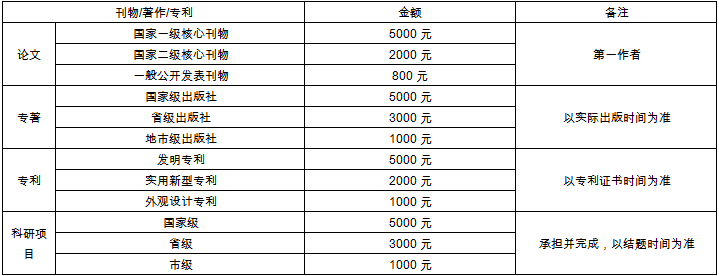 刊物/著作/专利 金额 备注
论文 国家一级核心刊物 5000 元 第一作者
国家二级核心刊物 2000 元
一般公开发表刊物 800 元
专著 国家级出版社 5000 元 以实际出版时间为准
省级出版社 3000 元
地市级出版社 1000 元
专利 发明专利 5000 元 以专利证书时间为准
实用新型专利 2000 元
外观设计专利 1000 元
科研项目 国家级 5000 元 承担并完成，以结题时间为准
省级 3000 元
市级 1000 元